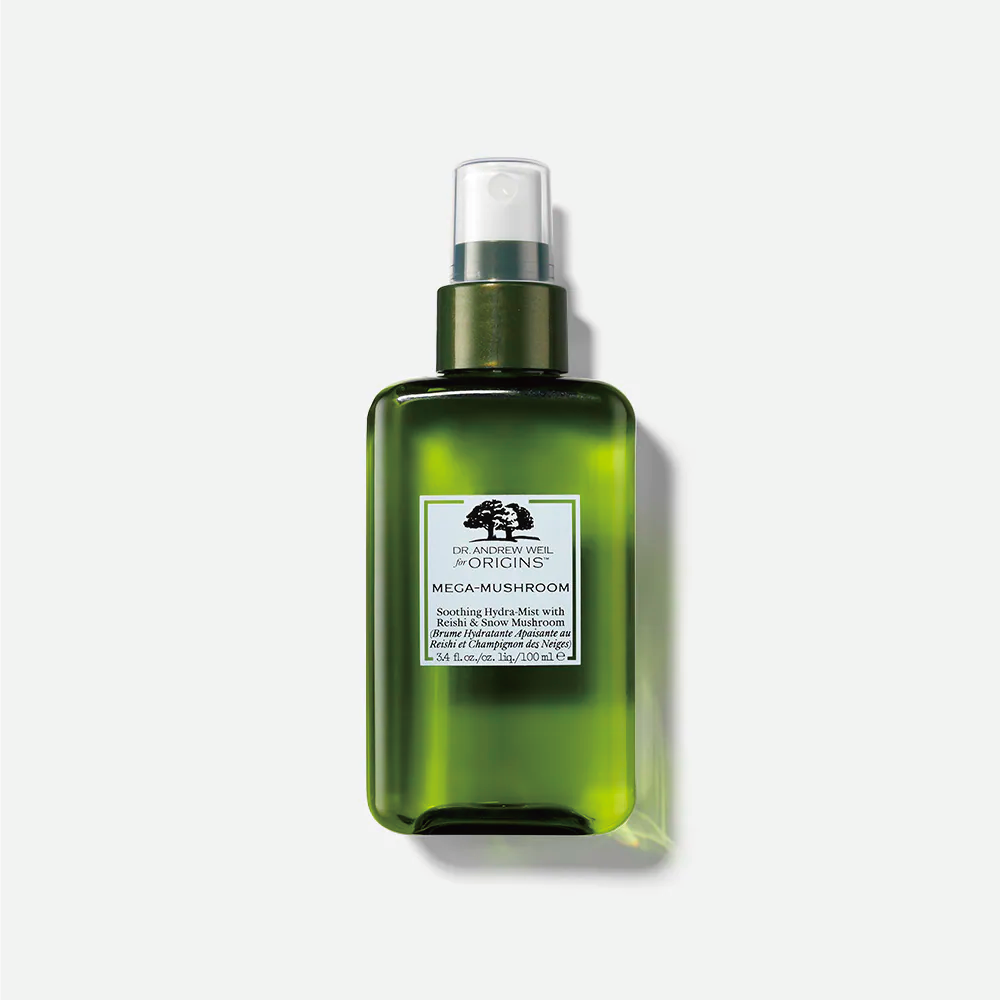 DR. ANDREW WEIL
for ORIGINS™
MEGA-MUSHROOM
Soothing Hydra-Mist with
Reishi & Snow Mushroom
(Brume Hydratante Apaisante au
Reishi et Champignon des Neiges)
3.4 fl. oz./oz. liq./100 ml ℮